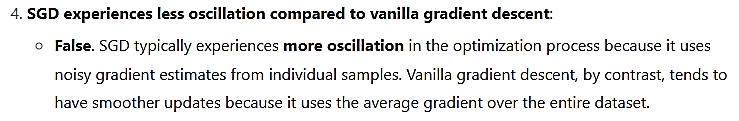 4. SGD experiences less oscillation compared to vanilla gradient descent:
○ False. SGD typically experiences more oscillation in the optimization process because it uses
noisy gradient estimates from individual samples. Vanilla gradient descent, by contrast, tends to
have smoother updates because it uses the average gradient over the entire dataset.